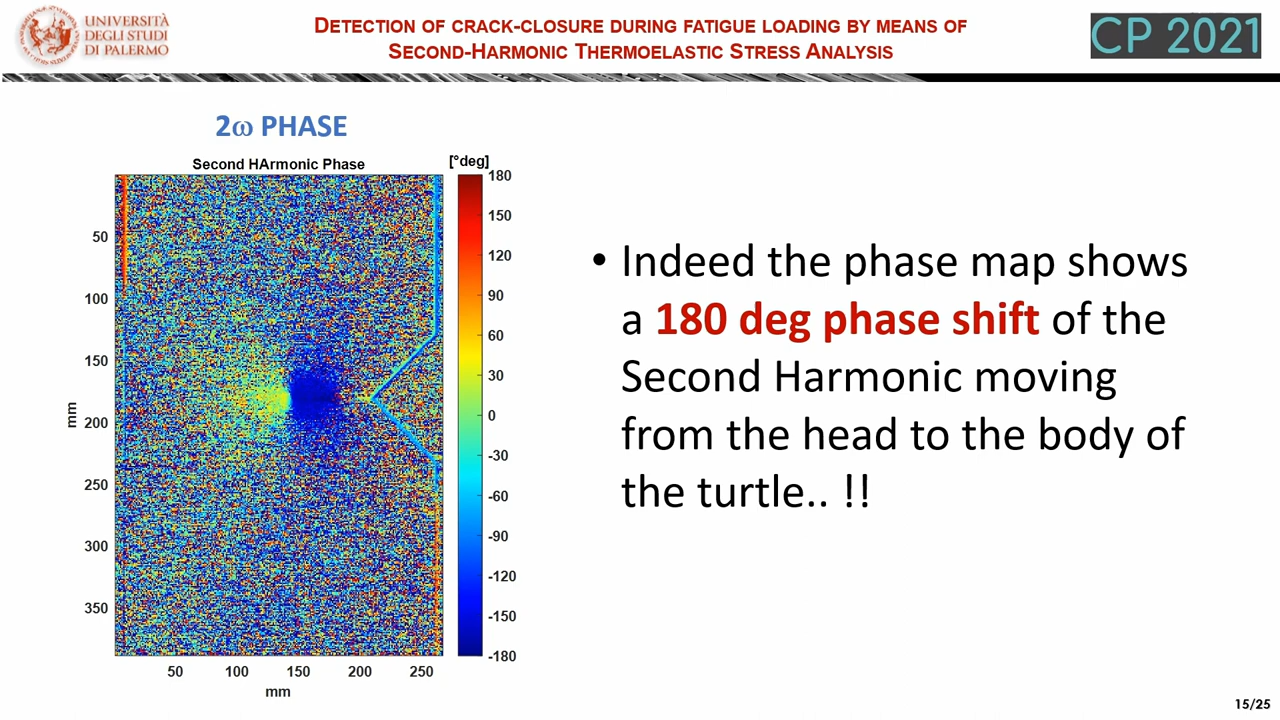 UNIVERSITÀ
DEGLI STUDI
DI PALERMO
DETECTION OF CRACK-CLOSURE DURING FATIGUE LOADING BY MEANS OF
SECOND-HARMONIC THERMOELASTIC STRESS ANALYSIS
CP 2021
2ω PHASE
Second HArmonic Phase
[°deg]
180
150
120
90
60
30
0
-30
-60
-90
-120
-150
-180
50
100
150
200
250
300
350
mm
50
100
150
200
250
mm
• Indeed the phase map shows
a 180 deg phase shift of the
Second Harmonic moving
from the head to the body of
the turtle.. !!
15/25